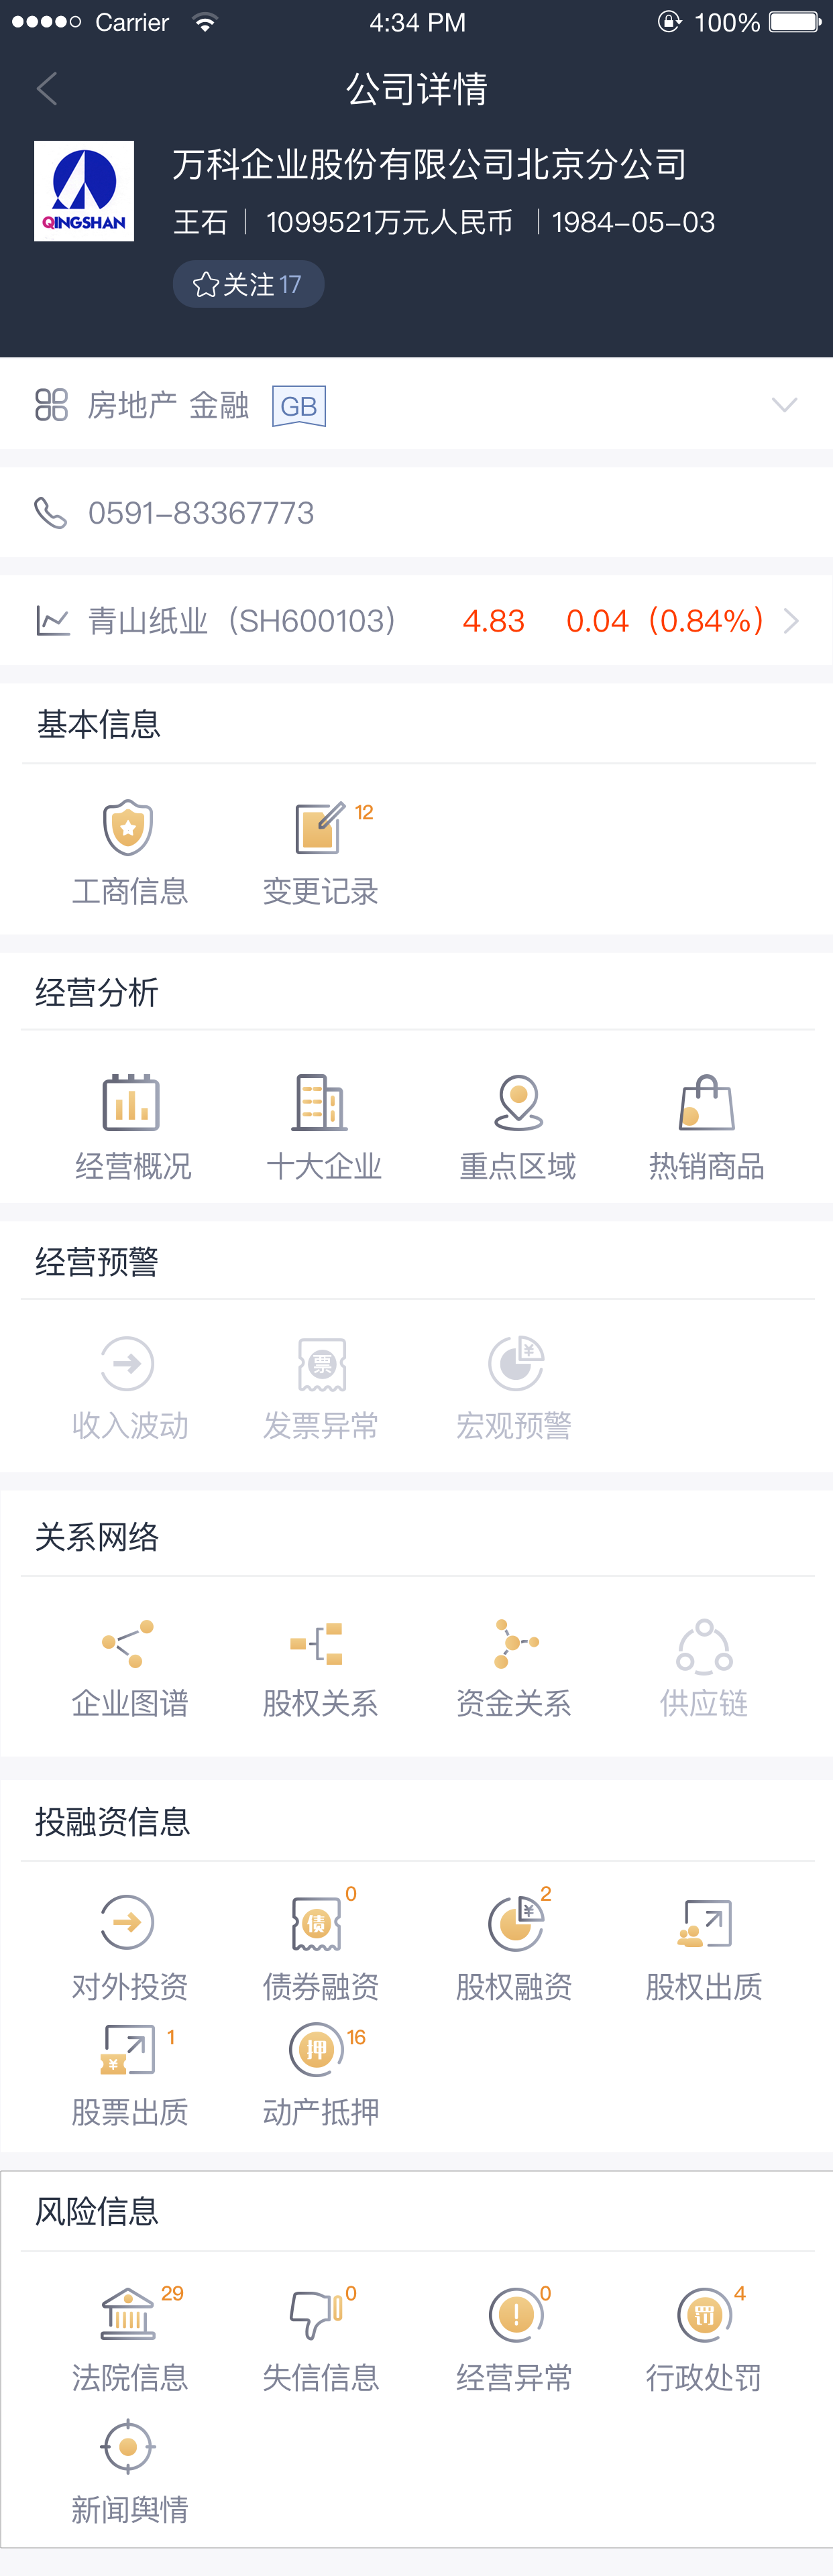 Carrier 4:34 PM 100%
公司详情
万科企业股份有限公司北京分公司
QINGSHAN
王石 1099521万元人民币 1984-05-03
关注 17
房地产 金融 GB
0591-83367773
青山纸业（SH600103） 4.83 0.04（0.84%）
基本信息
12
工商信息 变更记录
经营分析
经营概况 十大企业 重点区域 热销商品
经营预警
票 ¥
收入波动 发票异常 宏观预警
关系网络
企业图谱 股权关系 资金关系 供应链
投融资信息
债 0 ¥ 2
对外投资 债券融资 股权融资 股权出质
¥ 1 押 16
股票出质 动产抵押
风险信息
29 0 ! 0 罚 4
法院信息 失信信息 经营异常 行政处罚
新闻舆情